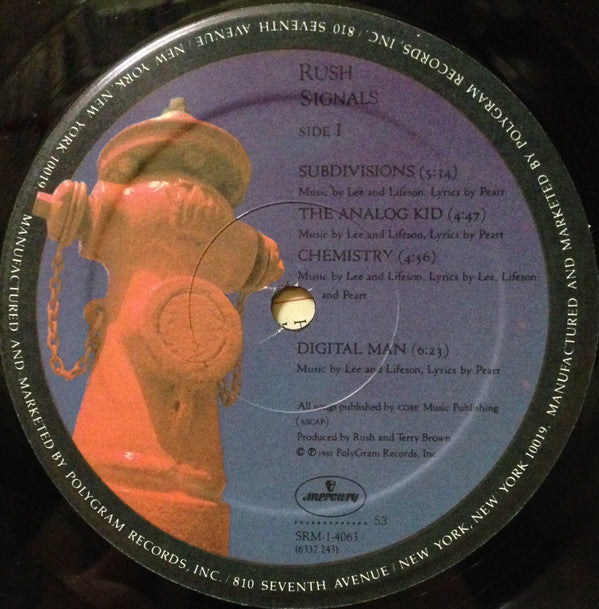 RUSH
SIGNALS
SIDE I
SUBDIVISIONS (5:34)
Music by Lee and Lifeson, Lyrics by Peart
THE ANALOG KID (4:47)
Music by Lee and Lifeson, Lyrics by Peart
CHEMISTRY (4:56)
Music by Lee and Lifeson, Lyrics by Lee, Lifeson
and Peart
DIGITAL MAN (6:23)
Music by Lee and Lifeson, Lyrics by Peart
All songs published by CORE Music Publishing
(ASCAP)
Produced by Rush and Terry Brown
© ℗ 1982 PolyGram Records, Inc.
mercury
53
SRM-1-4063
(6337 243)
MANUFACTURED AND MARKETED BY POLYGRAM RECORDS, INC. / 810 SEVENTH AVENUE / NEW YORK, NEW YORK 10019.
MANUFACTURED AND MARKETED BY POLYGRAM RECORDS, INC. / 810 SEVENTH AVENUE / NEW YORK, NEW YORK 10019.